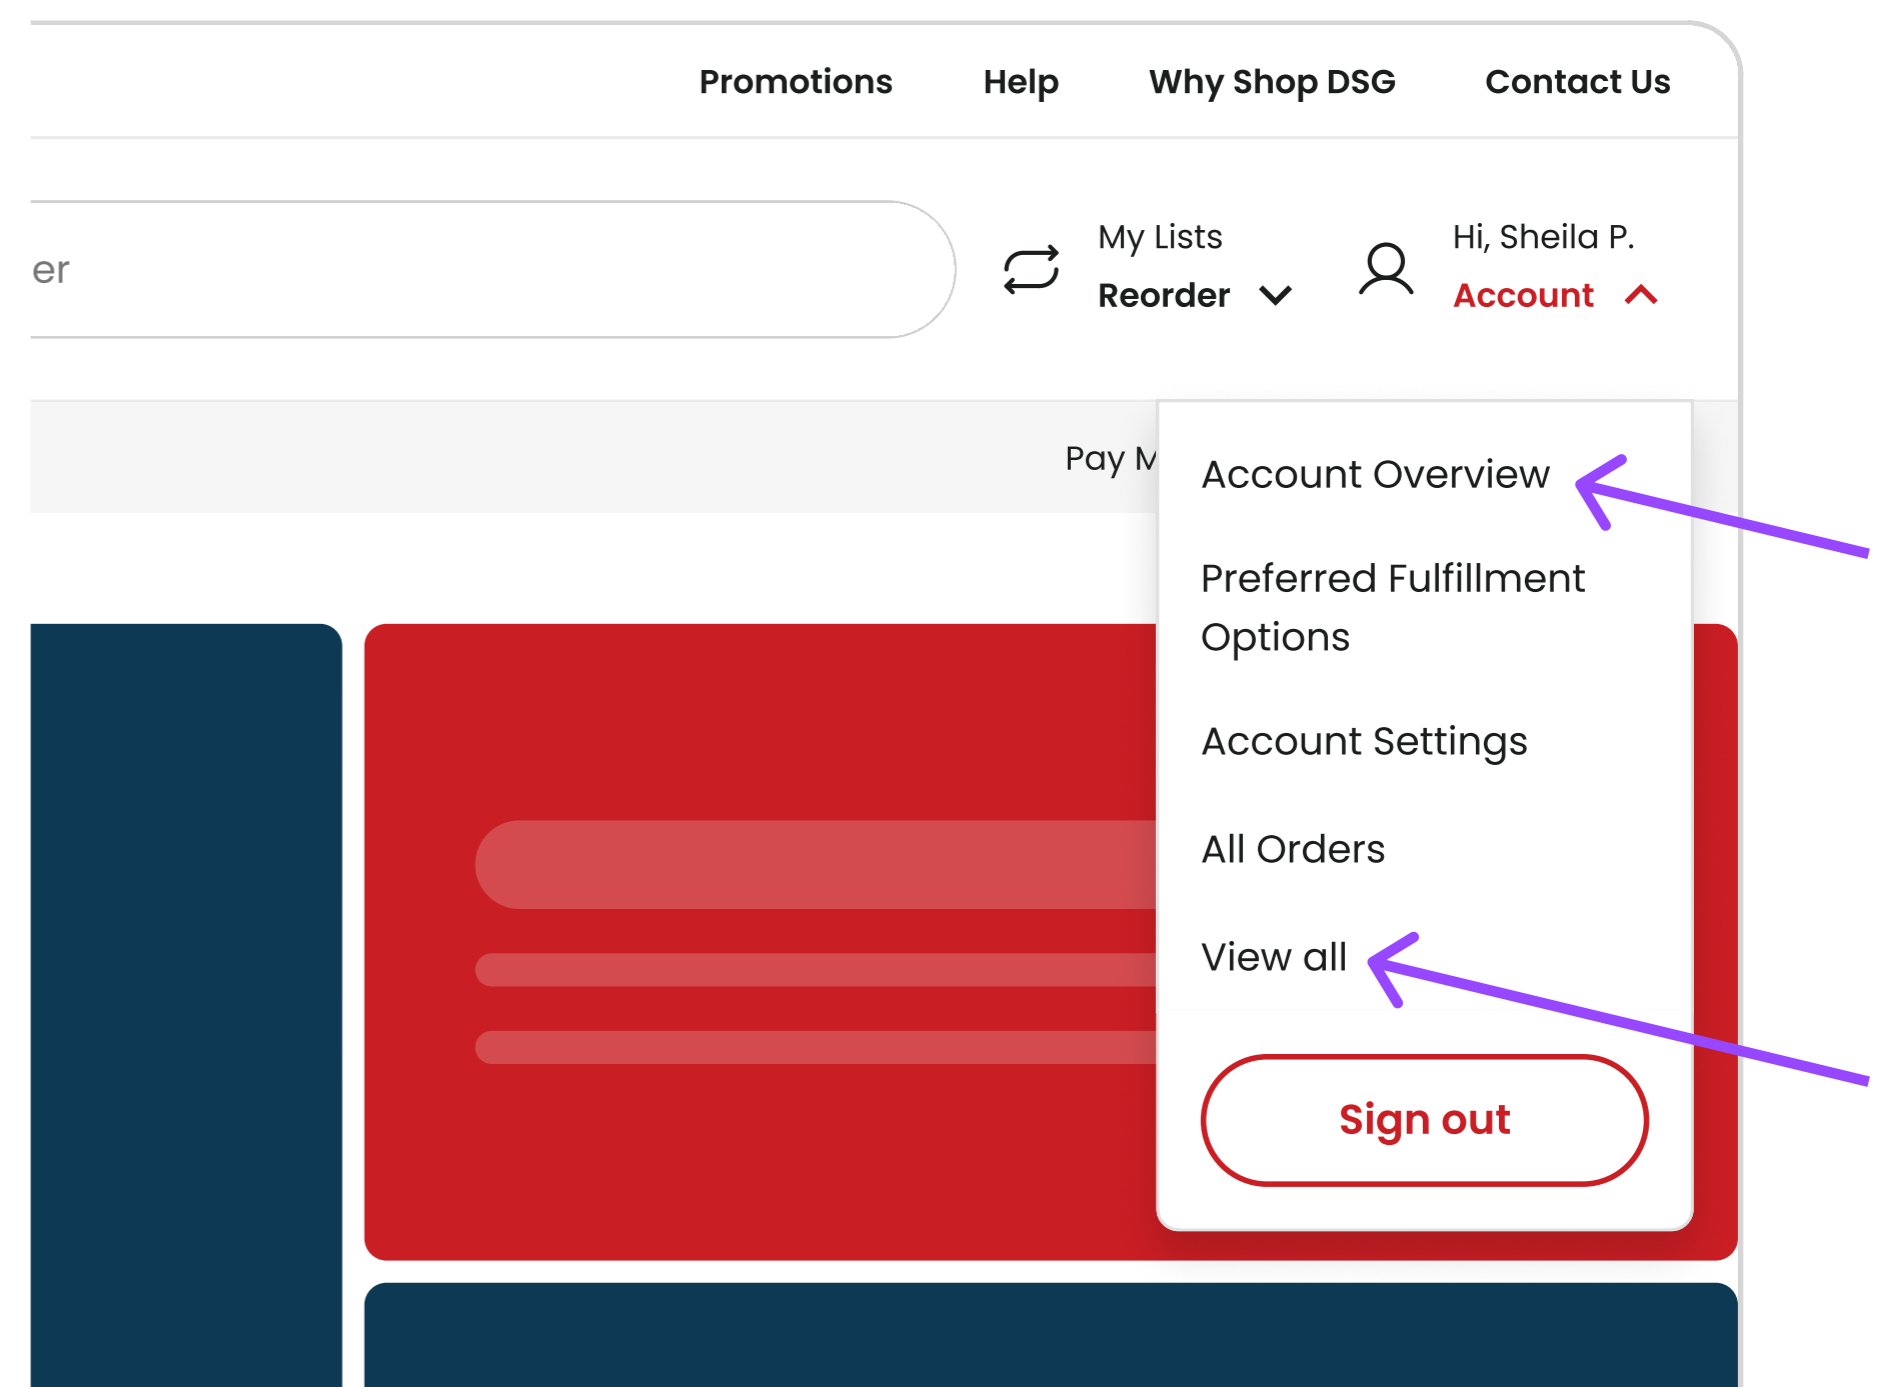 Promotions Help Why Shop DSG Contact Us
er
My Lists
Reorder
Hi, Sheila P.
Account
Pay
Account Overview
Preferred Fulfillment
Options
Account Settings
All Orders
View all
Sign out